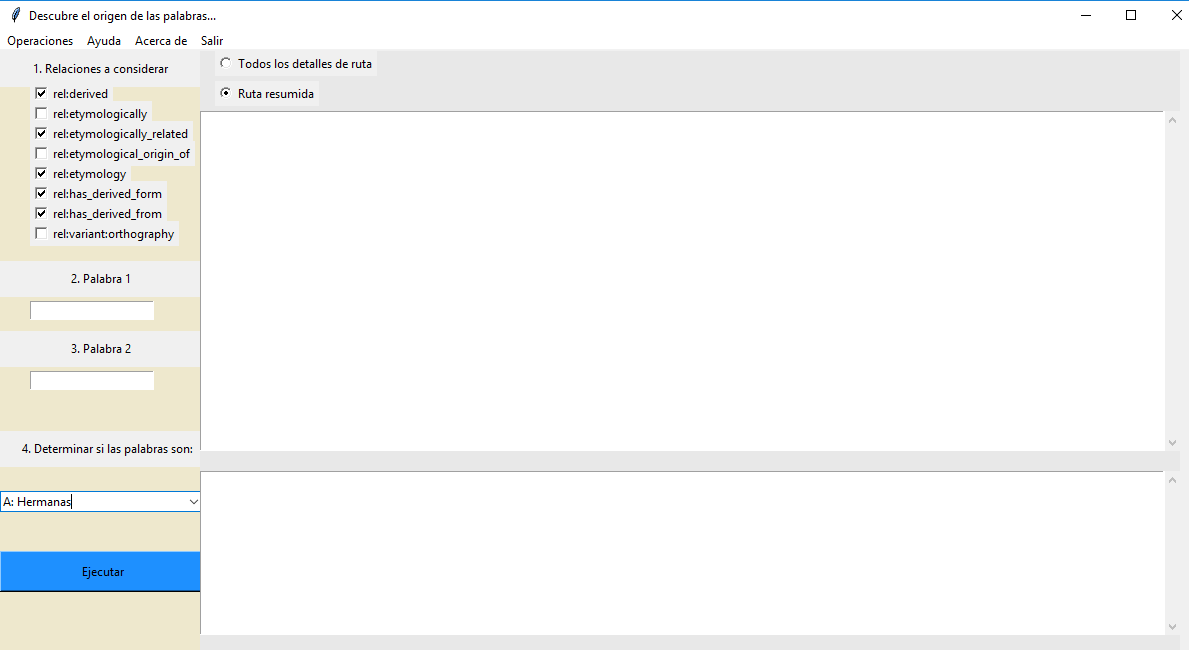 Descubre el origen de las palabras...
Operaciones Ayuda Acerca de Salir
1. Relaciones a considerar
rel:derived
rel:etymologically
rel:etymologically_related
rel:etymological_origin_of
rel:etymology
rel:has_derived_form
rel:has_derived_from
rel:variant:orthography
2. Palabra 1
3. Palabra 2
4. Determinar si las palabras son:
A: Hermanas
Ejecutar
Todos los detalles de ruta
Ruta resumida